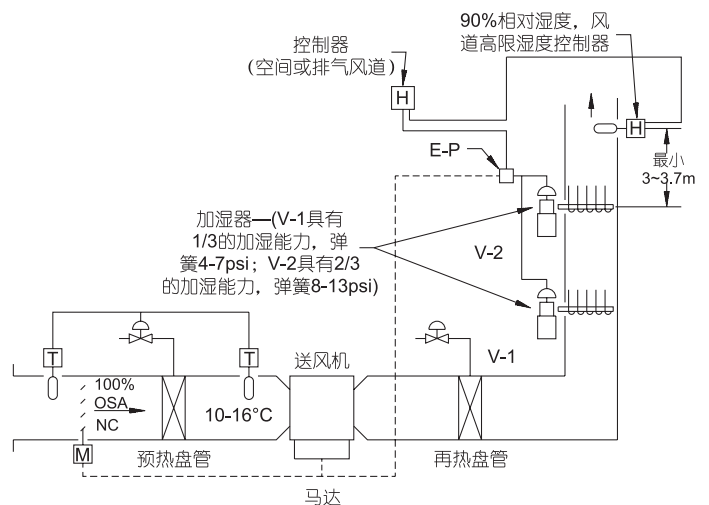 90%相对湿度，风
道高限湿度控制器
控制器
(空间或排气风道)
H
H
E-P
最小
3~3.7m
加湿器—(V-1具有
1/3的加湿能力，弹
簧4-7psi；V-2具有2/3
的加湿能力，弹簧8-13psi)
V-2
V-1
T
T
送风机
100%
OSA
NC
10-16°C
M
预热盘管
再热盘管
马达